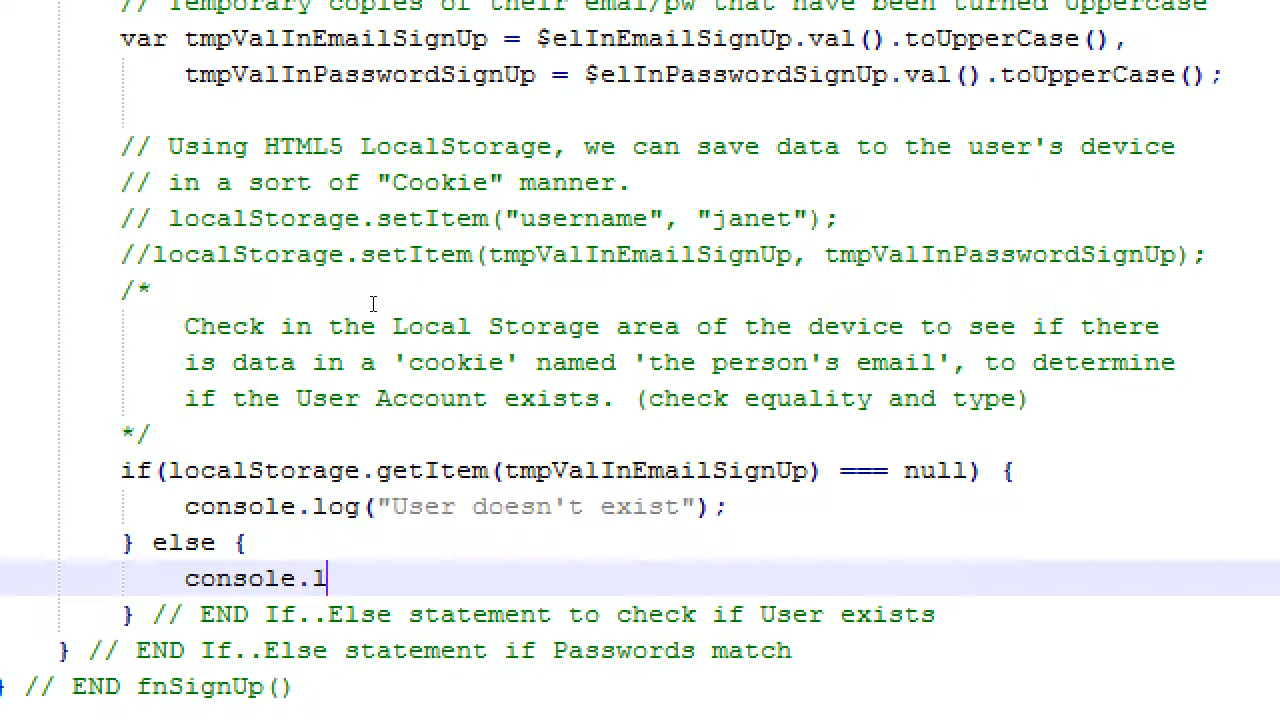 // Temporary copies of their emal/pw that have been turned Uppercase
var tmpValInEmailSignUp = $elInEmailSignUp.val().toUpperCase(),
tmpValInPasswordSignUp = $elInPasswordSignUp.val().toUpperCase();
// Using HTML5 LocalStorage, we can save data to the user's device
// in a sort of "Cookie" manner.
// localStorage.setItem("username", "janet");
//localStorage.setItem(tmpValInEmailSignUp, tmpValInPasswordSignUp);
/*
Check in the Local Storage area of the device to see if there
is data in a 'cookie' named 'the person's email', to determine
if the User Account exists. (check equality and type)
*/
if(localStorage.getItem(tmpValInEmailSignUp) === null) {
console.log("User doesn't exist");
} else {
console.l
} // END If..Else statement to check if User exists
} // END If..Else statement if Passwords match
} // END fnSignUp()